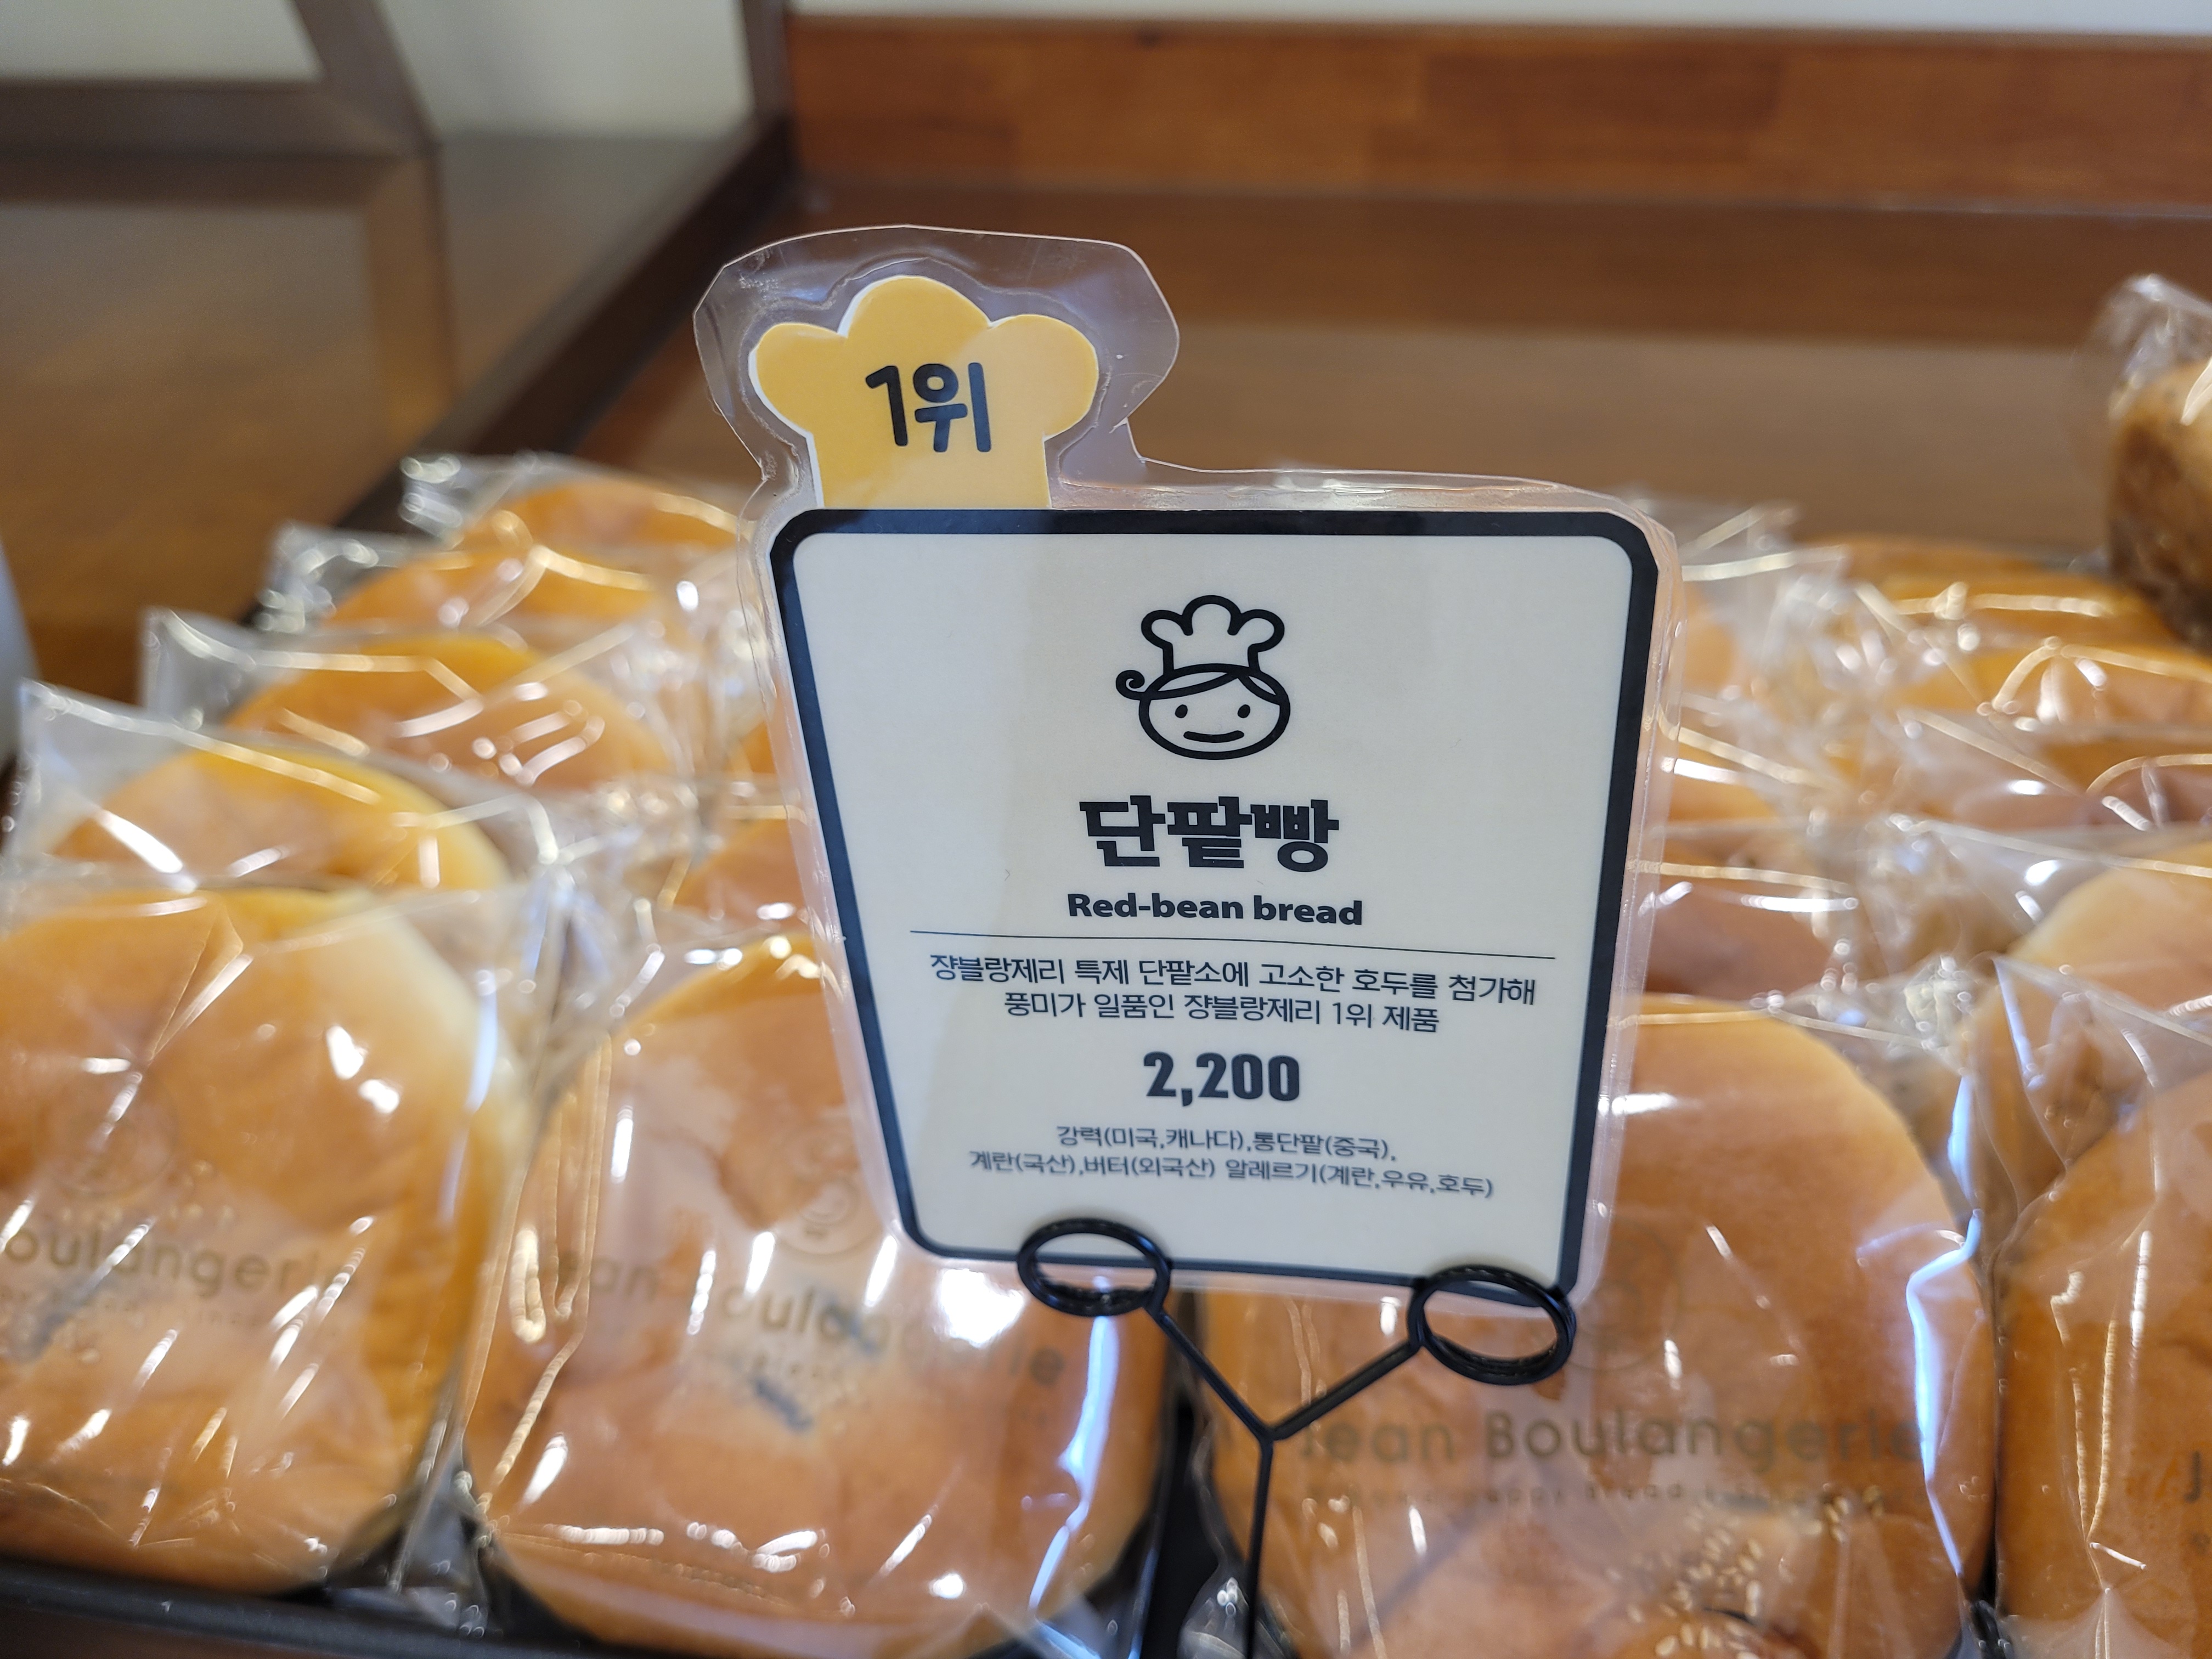 1위
단팥빵
Red-bean bread
쟝블랑제리 특제 단팥소에 고소한 호두를 첨가해
풍미가 일품인 쟝블랑제리 1위 제품
2,200
강력(미국,캐나다),통단팥(중국),
계란(국산),버터(외국산) 알레르기(계란,우유,호두)
Boulangerie
Jean Boulangerie